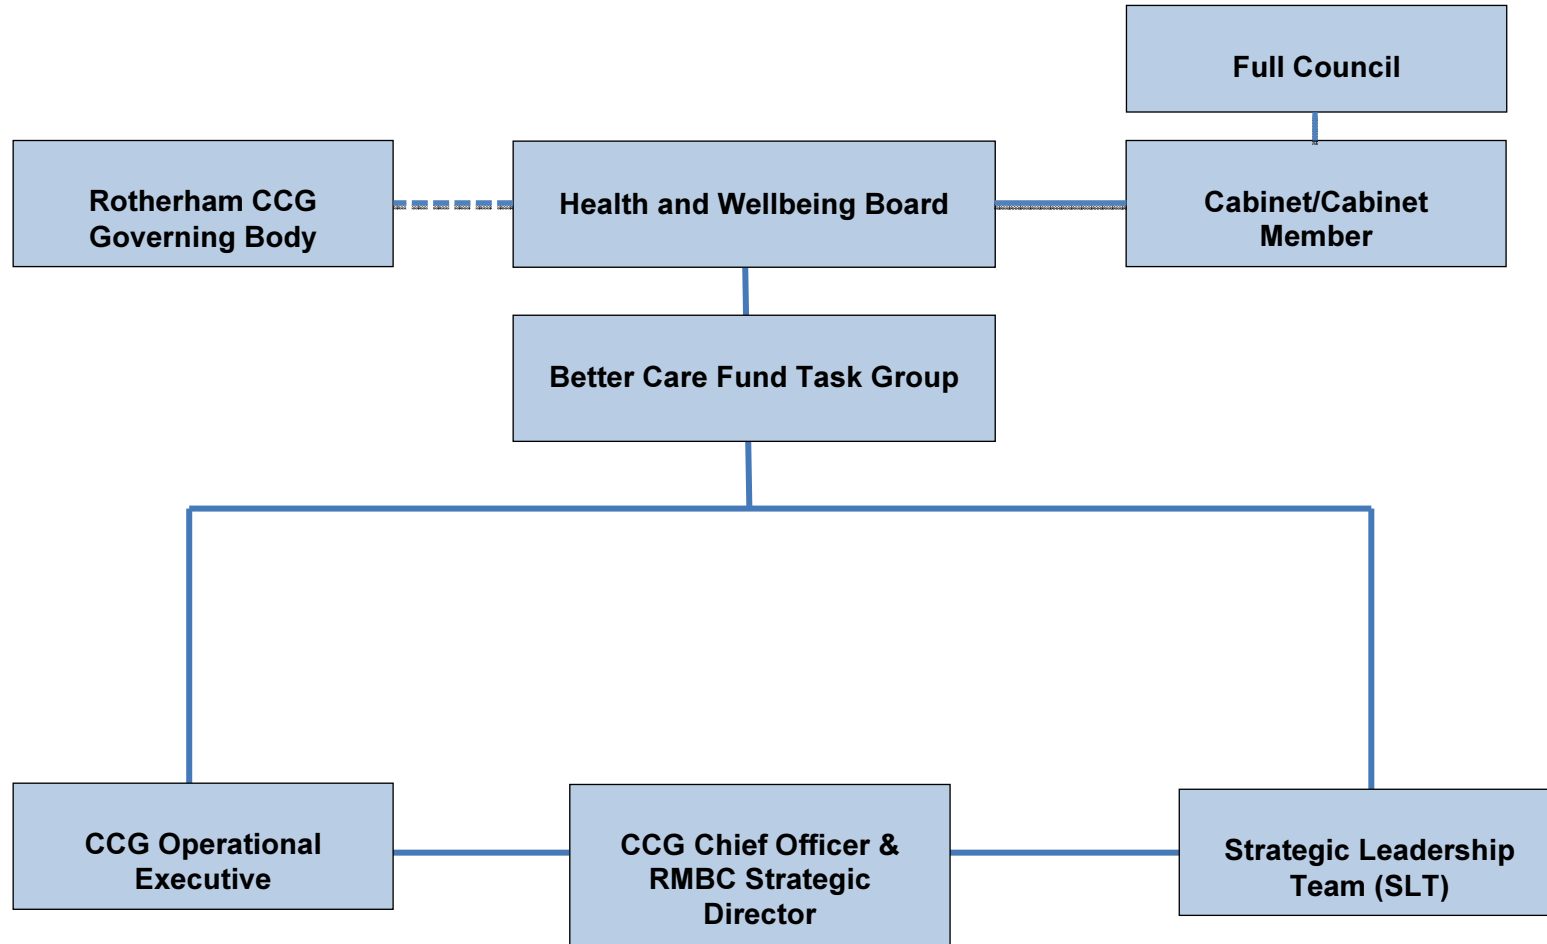 Full Council
Rotherham CCG
Governing Body
Health and Wellbeing Board
Cabinet/Cabinet
Member
Better Care Fund Task Group
CCG Operational
Executive
CCG Chief Officer &
RMBC Strategic
Director
Strategic Leadership
Team (SLT)